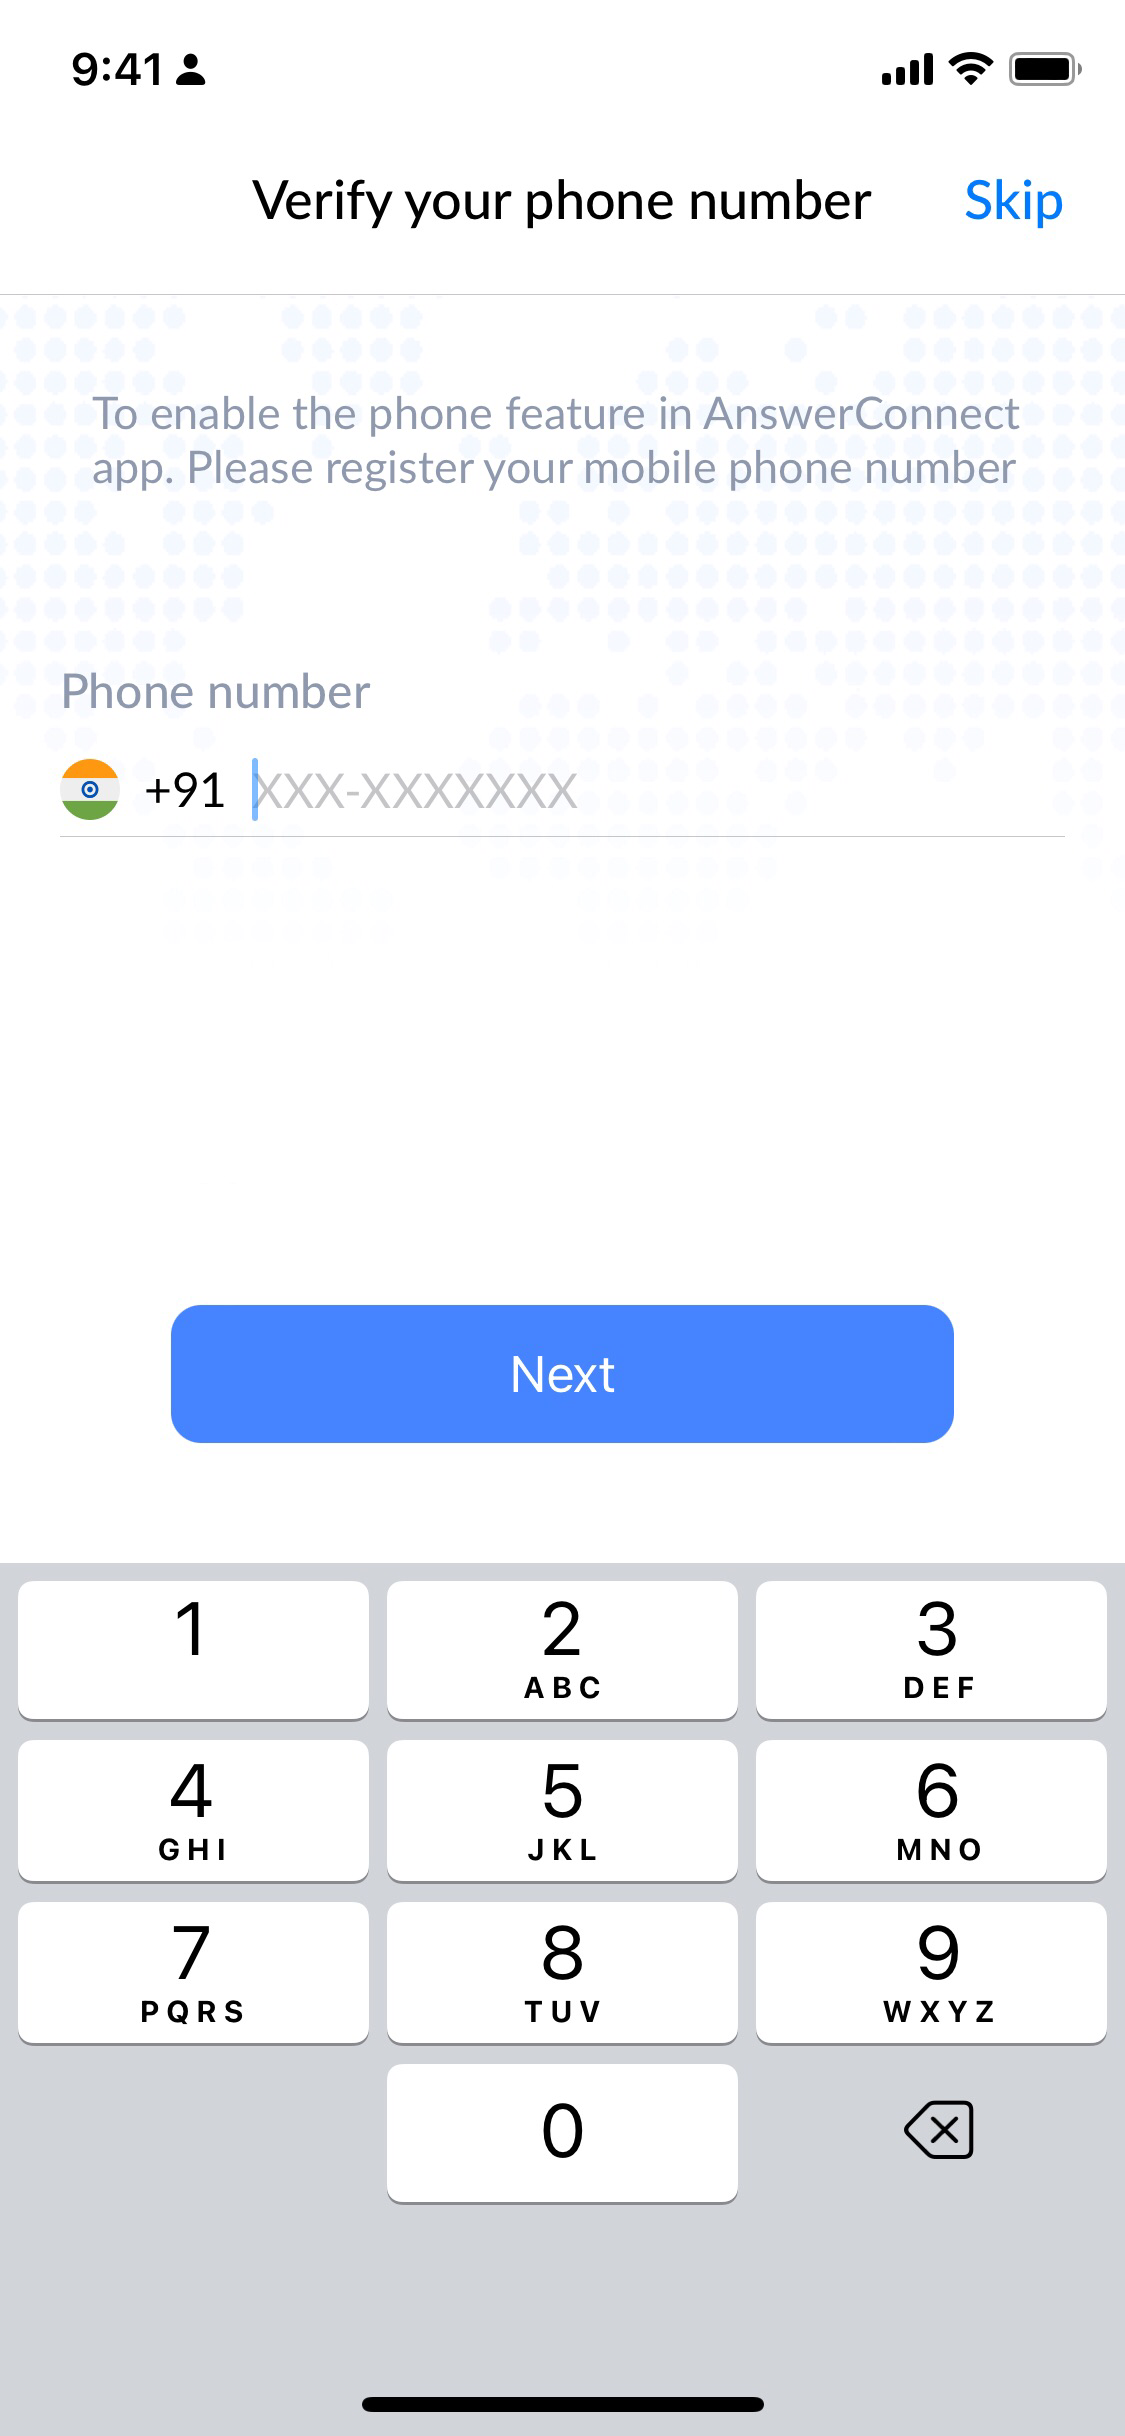 9:41
Verify your phone number
Skip
To enable the phone feature in AnswerConnect
app. Please register your mobile phone number
Phone number
+91 XXX-XXXXXXX
Next
1
2
ABC
3
DEF
4
GHI
5
JKL
6
MNO
7
PQRS
8
TUV
9
WXYZ
0